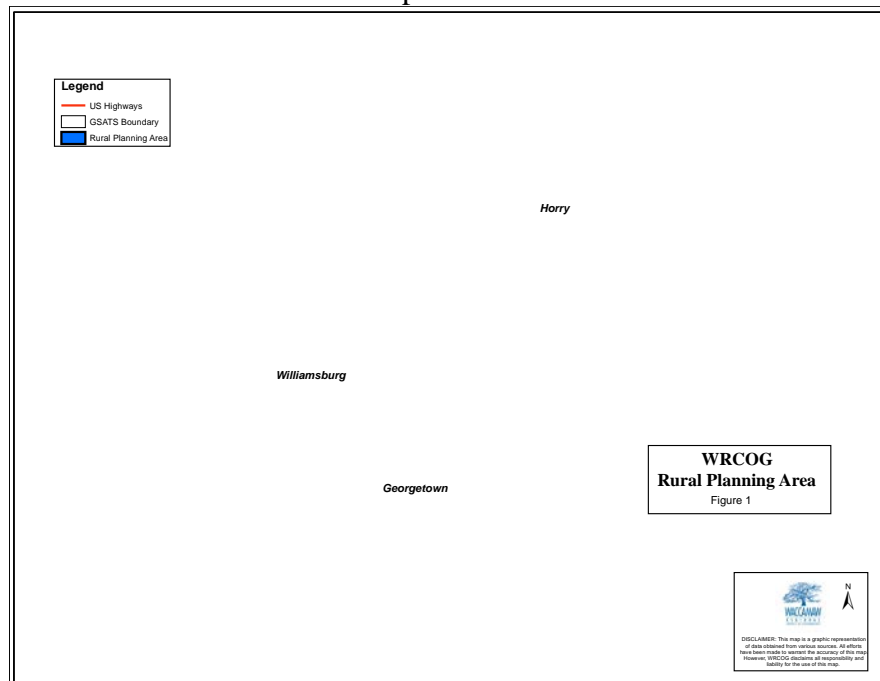 Legend
US Highways
GSATS Boundary
Rural Planning Area
Horry
Williamsburg
Georgetown
WRCOG
Rural Planning Area
Figure 1
N
WACCAMAW
DISCLAIMER: This map is a graphic representation
of data obtained from various sources. All efforts
have been made to warrant the accuracy of this map.
However, WRCOG disclaims all responsibility and
liability for the use of this map.